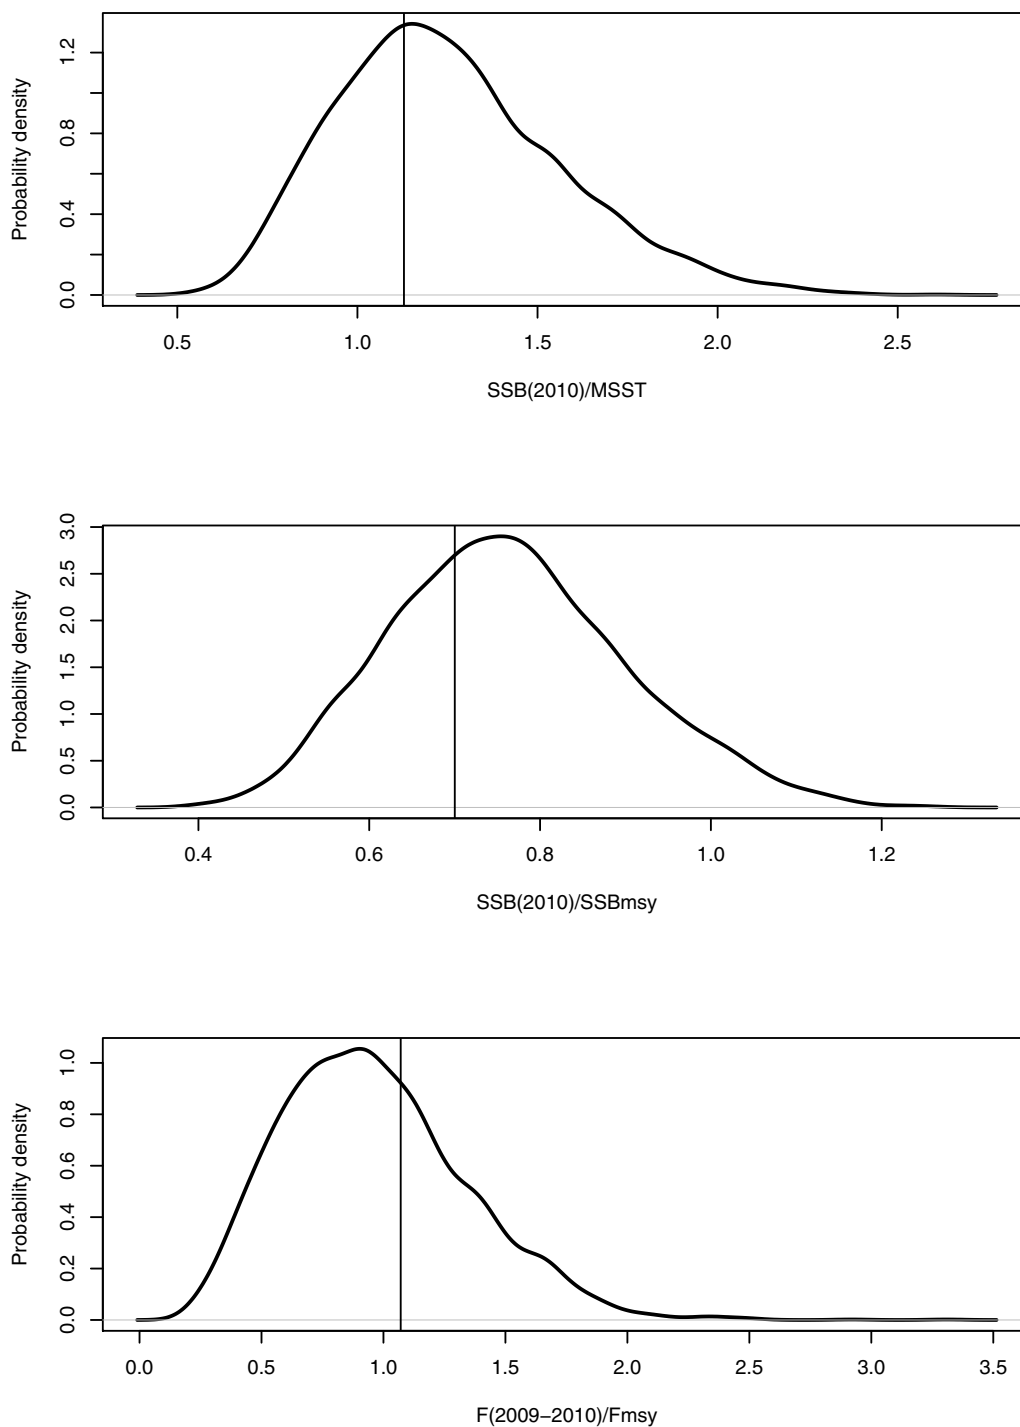 Probability density
1.2
0.8
0.4
0.0
0.5 1.0 1.5 2.0 2.5
SSB(2010)/MSST
Probability density
3.0
2.5
2.0
1.5
1.0
0.5
0.0
0.4 0.6 0.8 1.0 1.2
SSB(2010)/SSBmsy
Probability density
1.0
0.8
0.6
0.4
0.2
0.0
0.0 0.5 1.0 1.5 2.0 2.5 3.0 3.5
F(2009−2010)/Fmsy